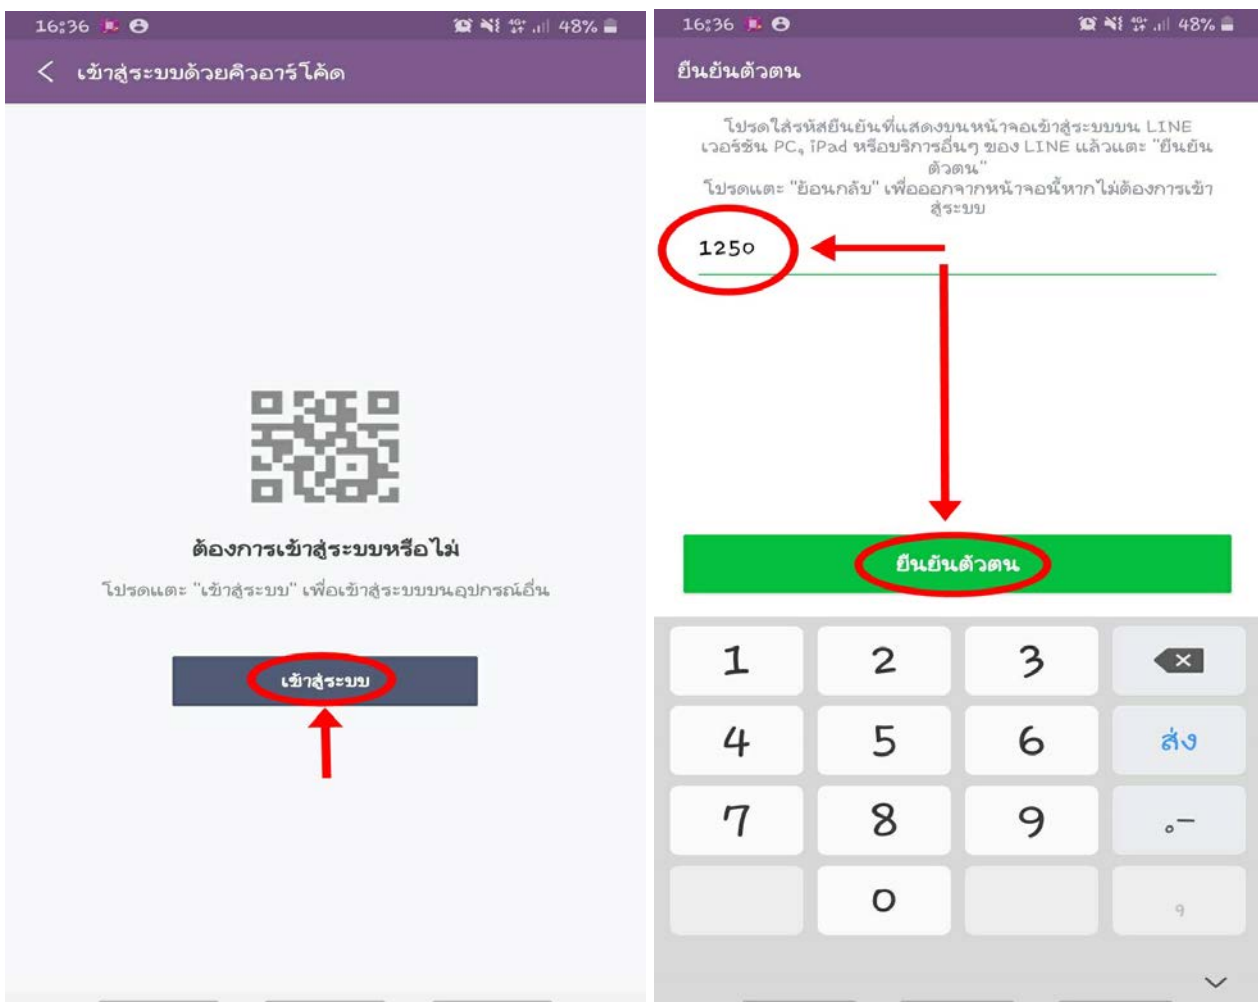 16:36
48%
เข้าสู่ระบบด้วยคิวอาร์โค้ด
ต้องการเข้าสู่ระบบหรือไม่
โปรดแตะ "เข้าสู่ระบบ" เพื่อเข้าสู่ระบบบนอุปกรณ์อื่น
เข้าสู่ระบบ
16:36
48%
ยืนยันตัวตน
โปรดใส่รหัสยืนยันที่แสดงบนหน้าจอเข้าสู่ระบบบน LINE
เวอร์ชัน PC, iPad หรือบริการอื่นๆ ของ LINE แล้วแตะ "ยืนยัน
ตัวตน"
โปรดแตะ "ย้อนกลับ" เพื่อออกจากหน้าจอนี้หากไม่ต้องการเข้า
สู่ระบบ
1250
ยืนยันตัวตน
1 2 3
4 5 6 ส่ง
7 8 9 .–
0 ,